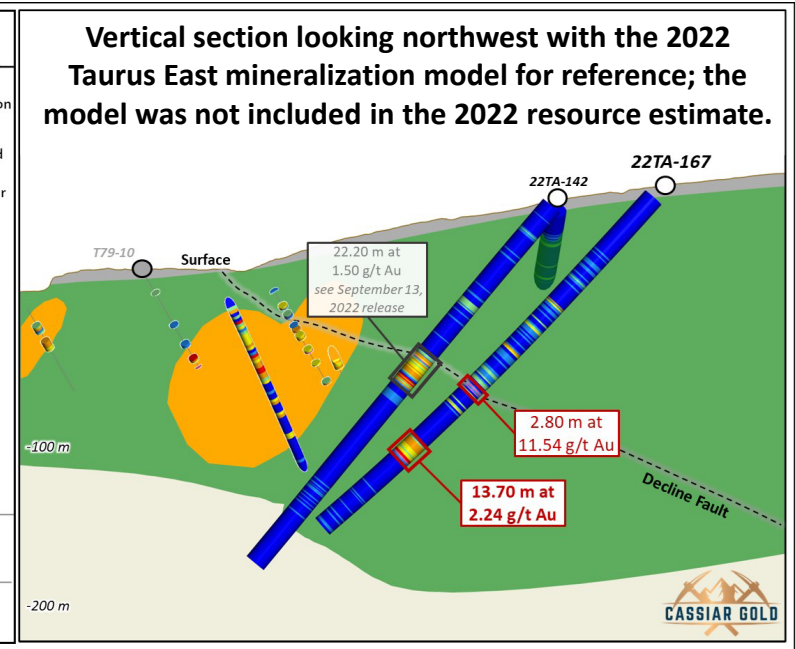 Vertical section looking northwest with the 2022
Taurus East mineralization model for reference; the
model was not included in the 2022 resource estimate.
on
d
r
22TA-142
22TA-167
T79-10
Surface
22.20 m at
1.50 g/t Au
see September 13,
2022 release
2.80 m at
11.54 g/t Au
-100 m
13.70 m at
2.24 g/t Au
Decline Fault
-200 m
CASSIAR GOLD